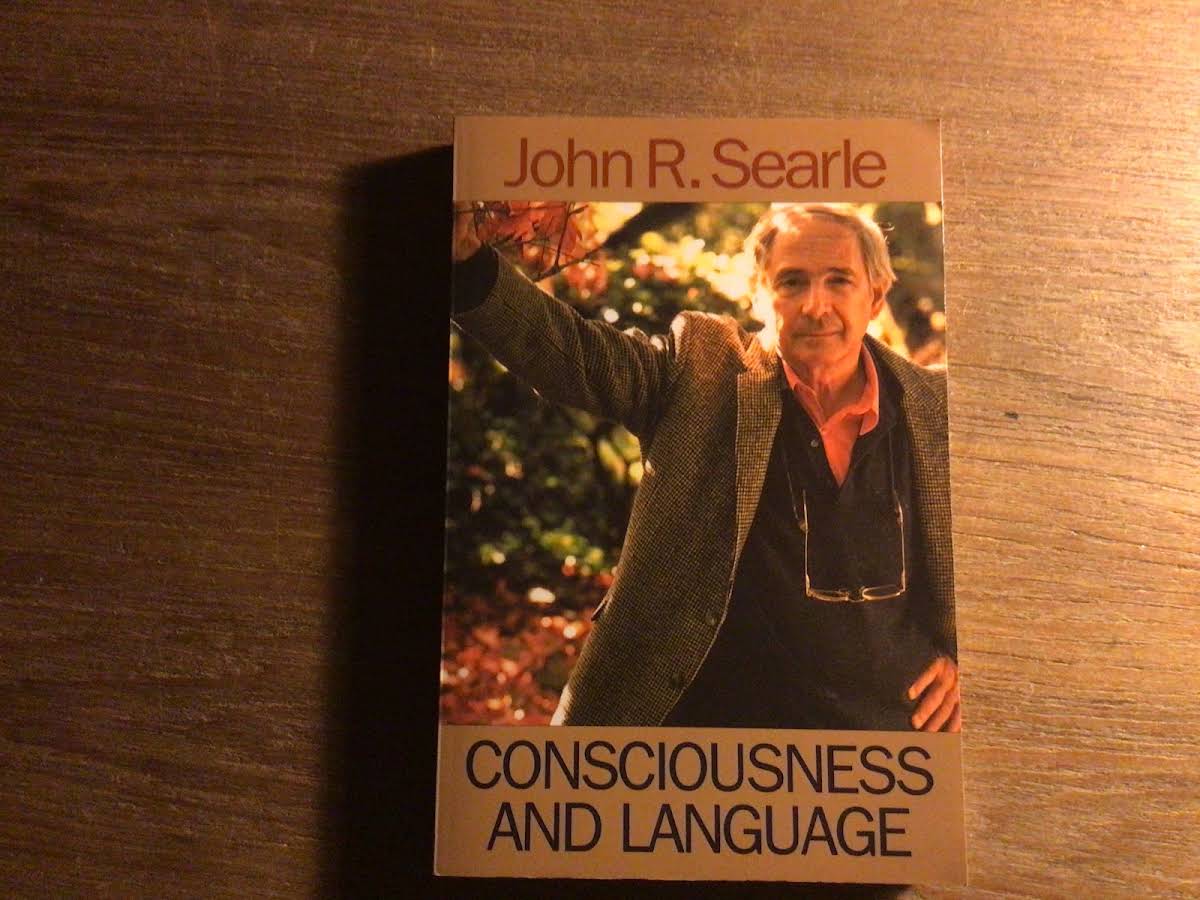 John R. Searle
CONSCIOUSNESS
AND LANGUAGE